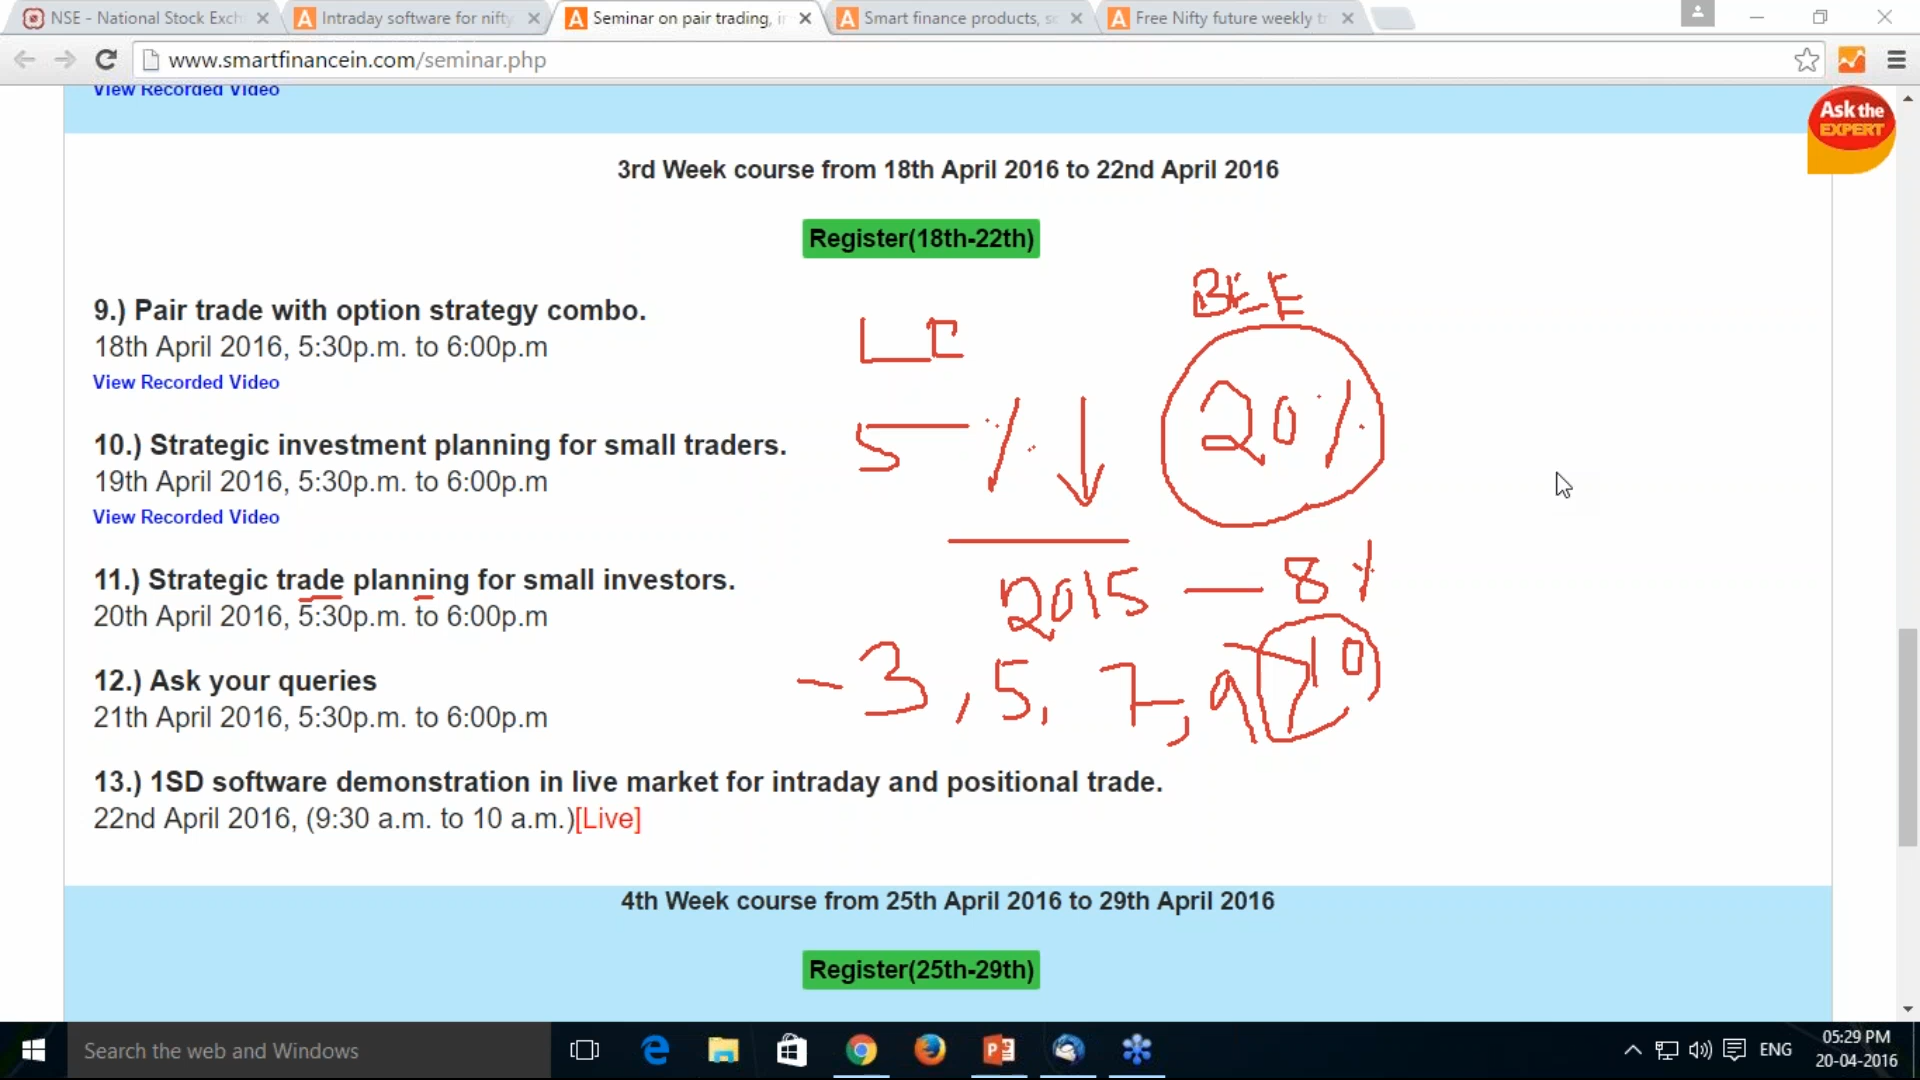 NSE - National Stock Exch
Intraday software for nifty
Seminar on pair trading, in
Smart finance products, so
Free Nifty future weekly tr
www.smartfinancein.com/seminar.php
View Recorded Video
Ask the
EXPERT
3rd Week course from 18th April 2016 to 22nd April 2016
Register(18th-22th)
9.) Pair trade with option strategy combo.
18th April 2016, 5:30p.m. to 6:00p.m
View Recorded Video
10.) Strategic investment planning for small traders.
19th April 2016, 5:30p.m. to 6:00p.m
View Recorded Video
11.) Strategic trade planning for small investors.
20th April 2016, 5:30p.m. to 6:00p.m
12.) Ask your queries
21th April 2016, 5:30p.m. to 6:00p.m
13.) 1SD software demonstration in live market for intraday and positional trade.
22nd April 2016, (9:30 a.m. to 10 a.m.)[Live]
BEE
20%
5 %
2015 — 8%
- 3, 5, 7, 9 10
4th Week course from 25th April 2016 to 29th April 2016
Register(25th-29th)
Search the web and Windows
ENG
05:29 PM
20-04-2016